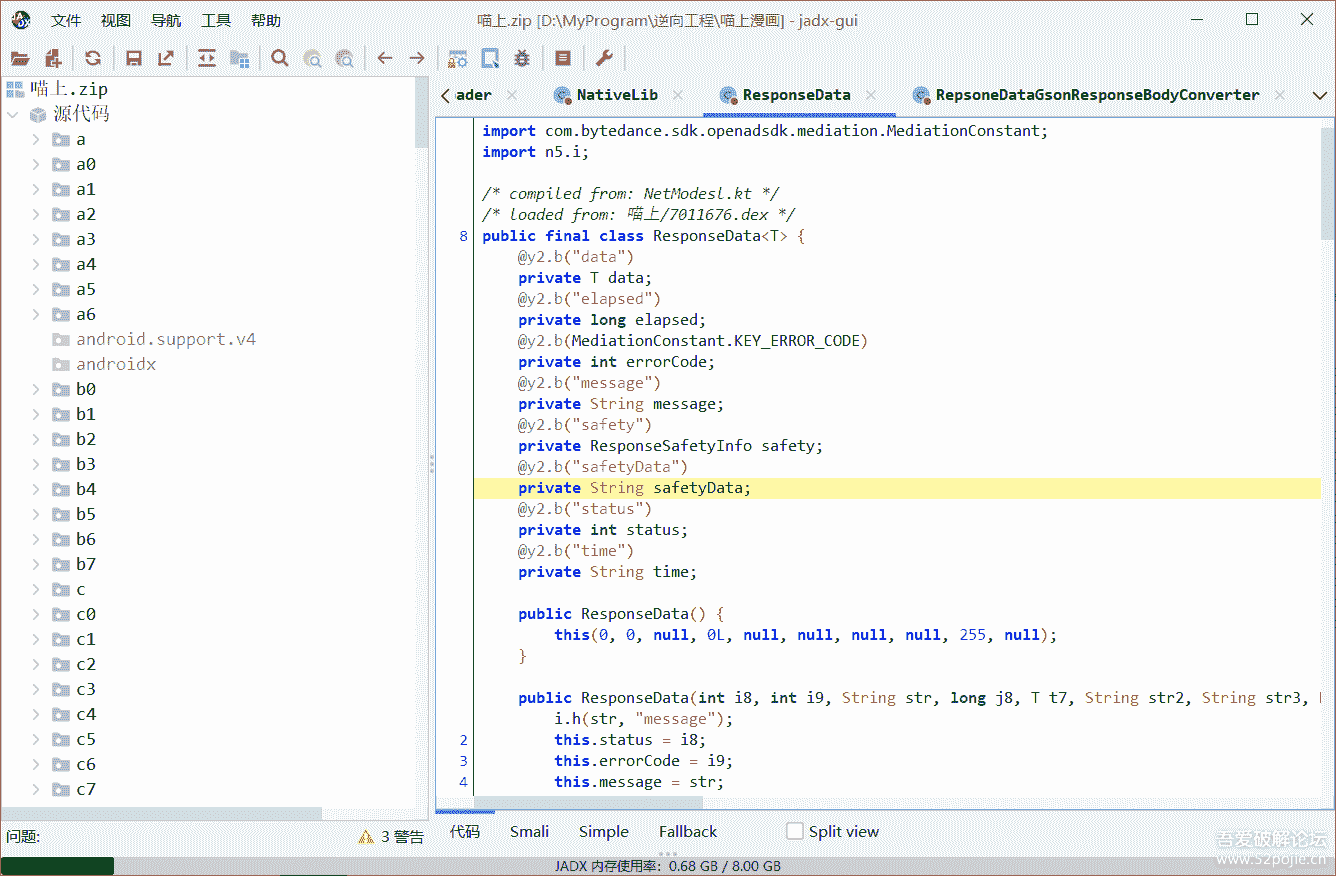 文件 视图 导航 工具 帮助
喵上.zip [D:\MyProgram\逆向工程\喵上漫画] - jadx-gui
喵上.zip
源代码
a
a0
a1
a2
a3
a4
a5
a6
android.support.v4
androidx
b0
b1
b2
b3
b4
b5
b6
b7
c
c0
c1
c2
c3
c4
c5
c6
c7
问题: 3 警告
ader NativeLib ResponseData RepsoneDataGsonResponseBodyConverter
import com.bytedance.sdk.openadsdk.mediation.MediationConstant;
import n5.i;
/* compiled from: NetModesl.kt */
/* loaded from: 喵上/7011676.dex */
8 public final class ResponseData<T> {
@y2.b("data")
private T data;
@y2.b("elapsed")
private long elapsed;
@y2.b(MediationConstant.KEY_ERROR_CODE)
private int errorCode;
@y2.b("message")
private String message;
@y2.b("safety")
private ResponseSafetyInfo safety;
@y2.b("safetyData")
private String safetyData;
@y2.b("status")
private int status;
@y2.b("time")
private String time;
public ResponseData() {
this(0, 0, null, 0L, null, null, null, null, 255, null);
}
public ResponseData(int i8, int i9, String str, long j8, T t7, String str2, String str3,
i.h(str, "message");
2 this.status = i8;
3 this.errorCode = i9;
4 this.message = str;
代码 Smali Simple Fallback Split view
JADX 内存使用率: 0.68 GB / 8.00 GB
吾爱破解论坛
www.52pojie.cn